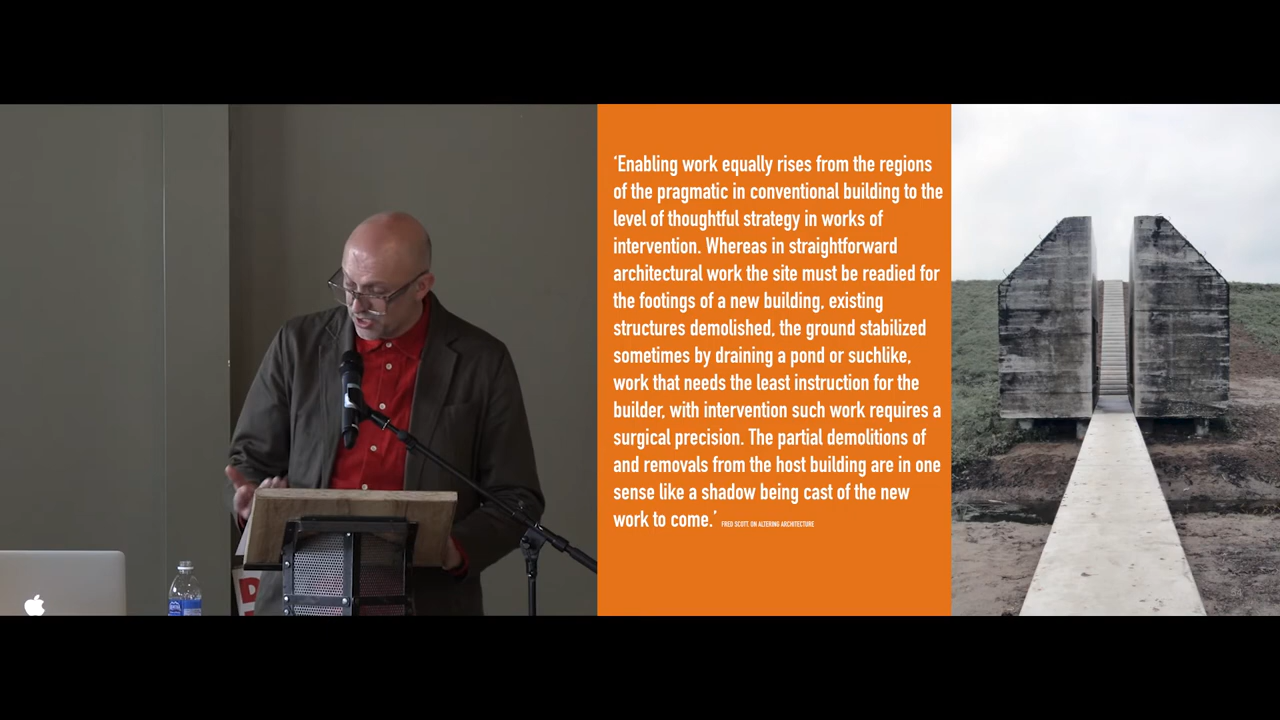 ‘Enabling work equally rises from the regions
of the pragmatic in conventional building to the
level of thoughtful strategy in works of
intervention. Whereas in straightforward
architectural work the site must be readied for
the footings of a new building, existing
structures demolished, the ground stabilized
sometimes by draining a pond or suchlike,
work that needs the least instruction for the
builder, with intervention such work requires a
surgical precision. The partial demolitions of
and removals from the host building are in one
sense like a shadow being cast of the new
work to come.’ FRED SCOTT. ON ALTERING ARCHITECTURE